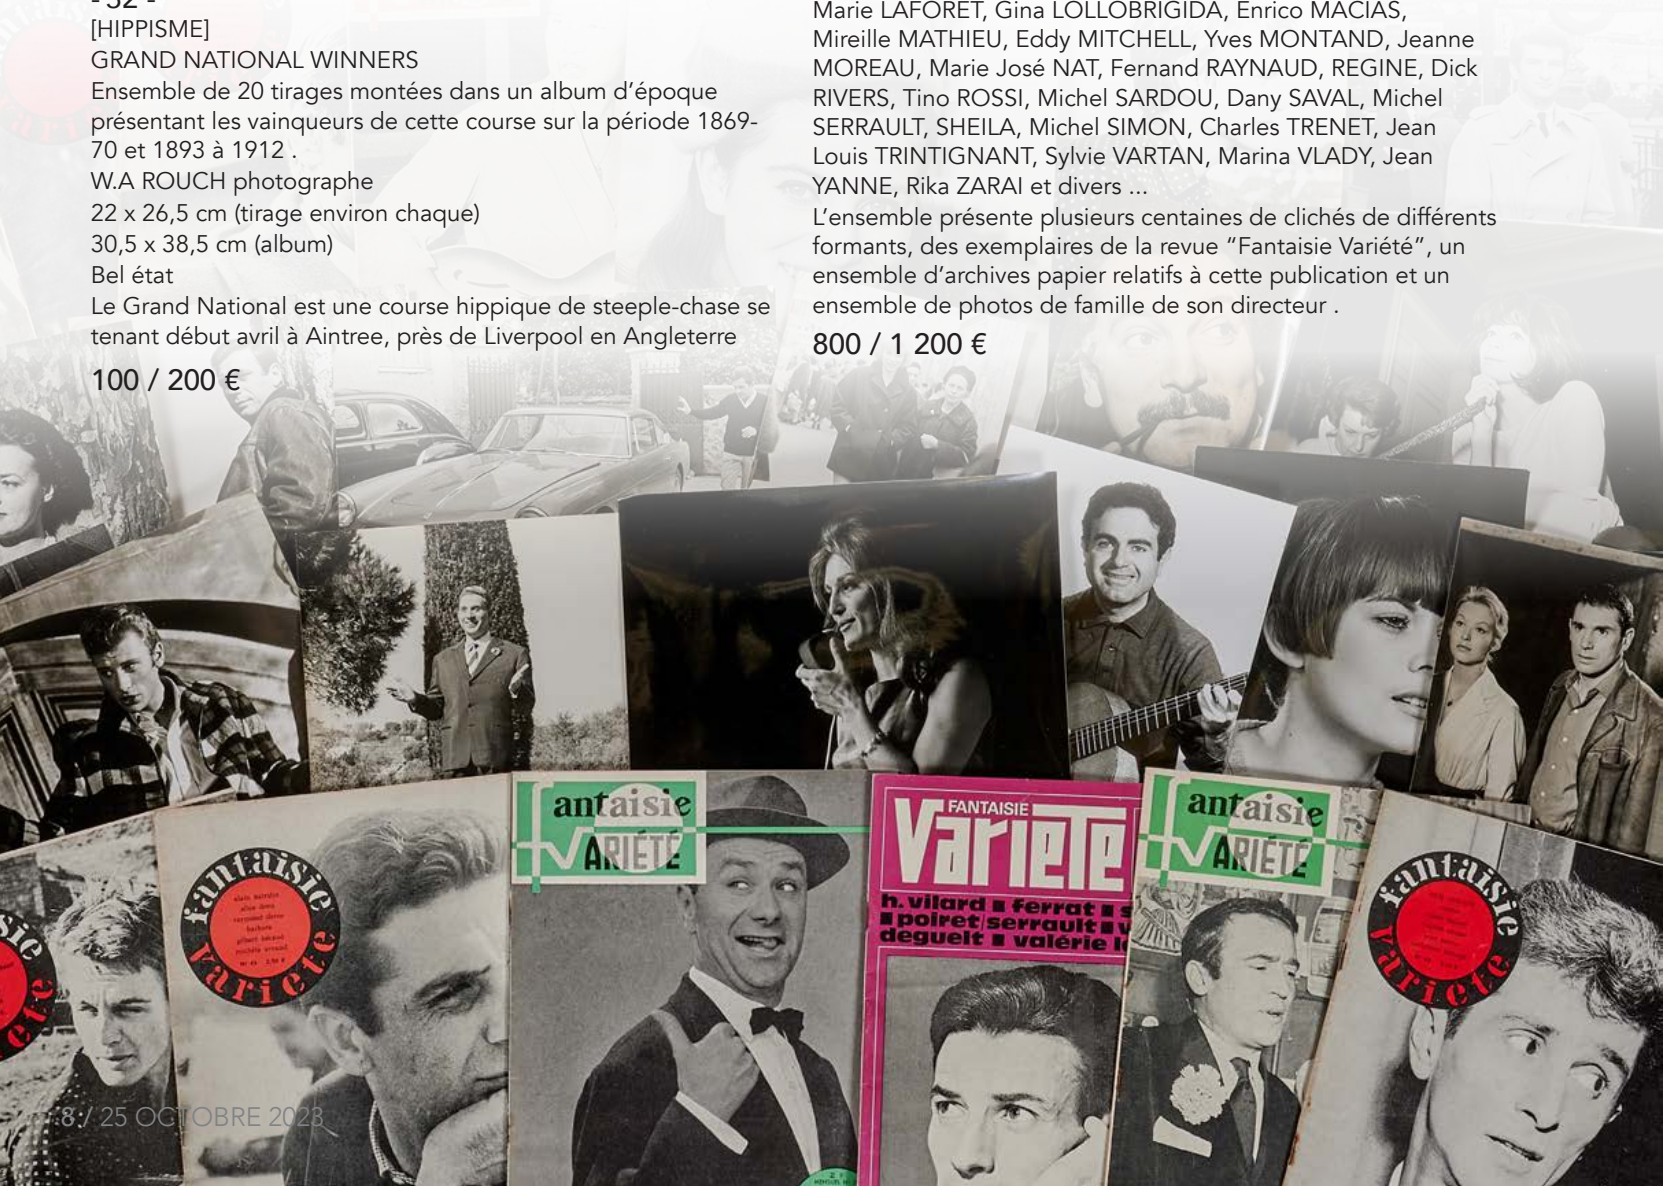 - 32 -
[HIPPISME]
GRAND NATIONAL WINNERS
Ensemble de 20 tirages montées dans un album d'époque
présentant les vainqueurs de cette course sur la période 1869-
70 et 1893 à 1912 .
W.A ROUCH photographe
22 x 26,5 cm (tirage environ chaque)
30,5 x 38,5 cm (album)
Bel état
Le Grand National est une course hippique de steeple-chase se
tenant début avril à Aintree, près de Liverpool en Angleterre
100 / 200 €
Marie LAFORET, Gina LOLLOBRIGIDA, Enrico MACIAS,
Mireille MATHIEU, Eddy MITCHELL, Yves MONTAND, Jeanne
MOREAU, Marie José NAT, Fernand RAYNAUD, REGINE, Dick
RIVERS, Tino ROSSI, Michel SARDOU, Dany SAVAL, Michel
SERRAULT, SHEILA, Michel SIMON, Charles TRENET, Jean
Louis TRINTIGNANT, Sylvie VARTAN, Marina VLADY, Jean
YANNE, Rika ZARAI et divers ...
L'ensemble présente plusieurs centaines de clichés de différents
formants, des exemplaires de la revue “Fantaisie Variété”, un
ensemble d'archives papier relatifs à cette publication et un
ensemble de photos de famille de son directeur .
800 / 1 200 €
fantaisie
variete
fantaisie
VARIÉTÉ
FANTAISIE
Variete
h. vilard ■ ferrat ■ s
■ poiret/serrault ■ v
deguelt ■ valérie l
fantaisie
VARIÉTÉ
fantaisie
variete
8 / 25 OCTOBRE 2023